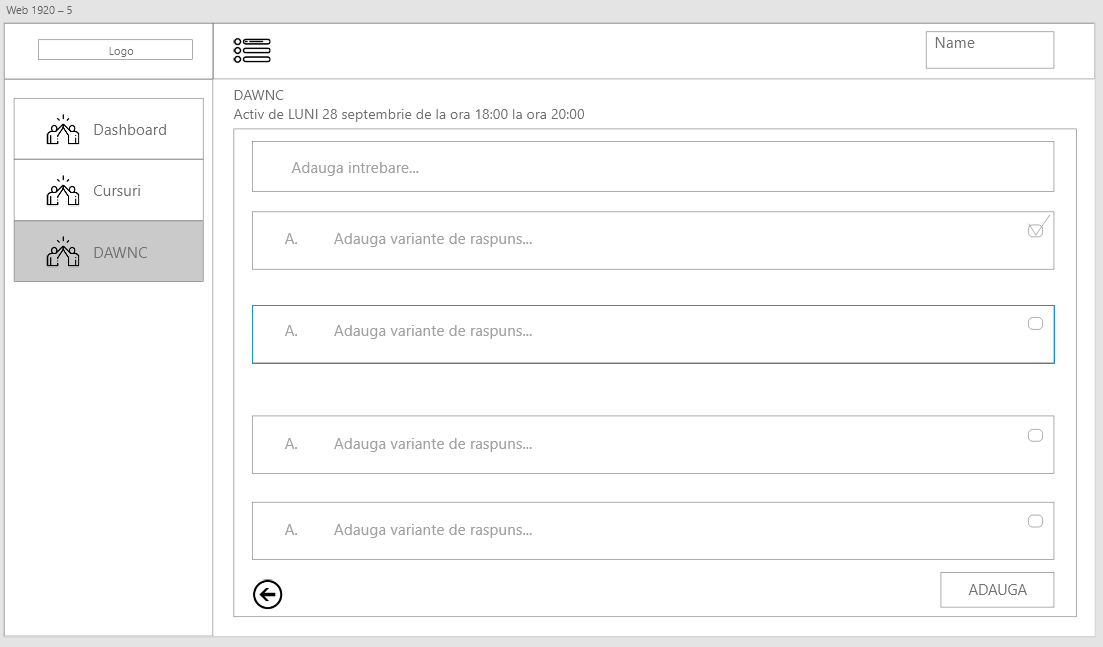 Web 1920 – 5
Logo
Name
Dashboard
Cursuri
DAWNC
DAWNC
Activ de LUNI 28 septembrie de la ora 18:00 la ora 20:00
Adauga intrebare...
A. Adauga variante de raspuns...
A. Adauga variante de raspuns...
A. Adauga variante de raspuns...
A. Adauga variante de raspuns...
ADAUGA